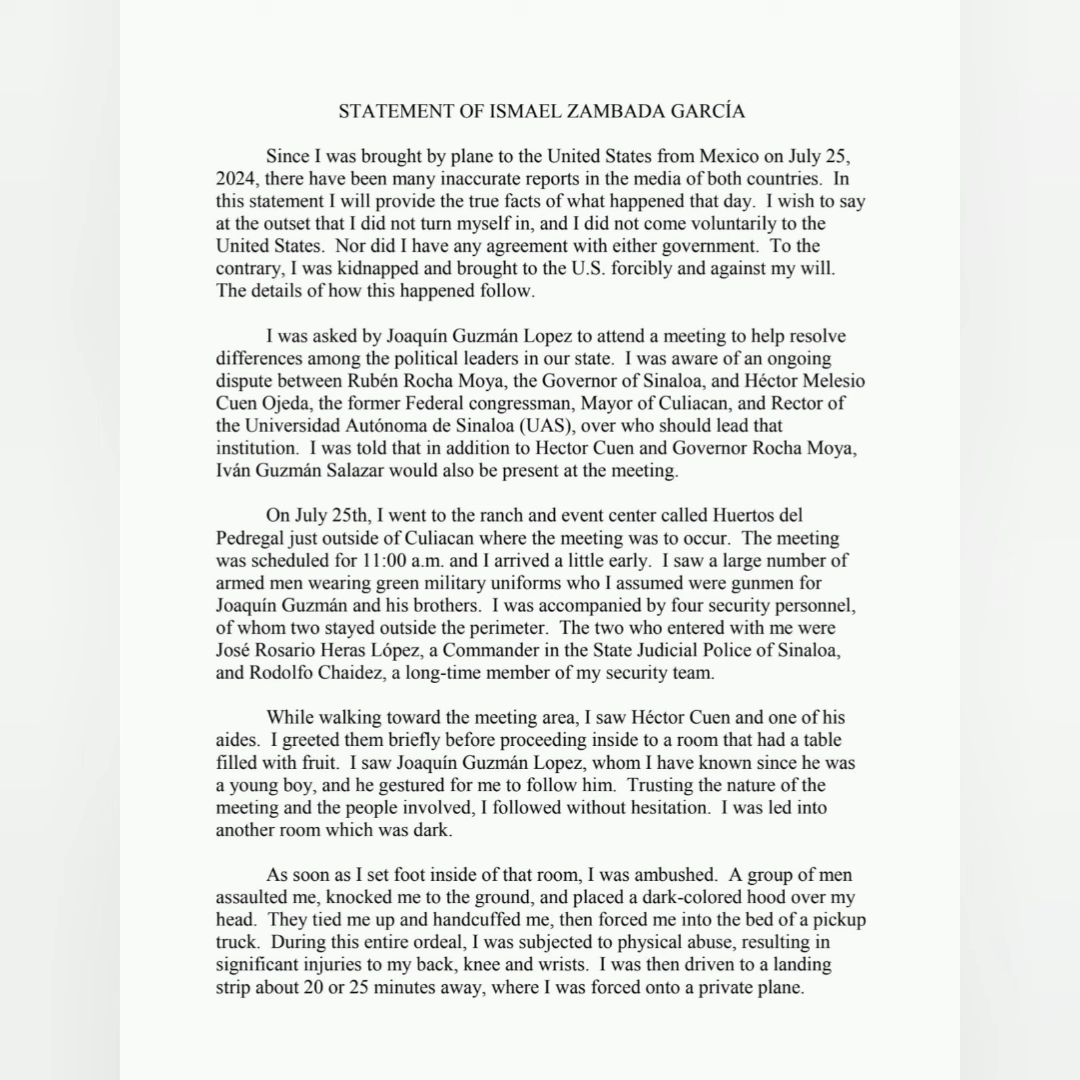 STATEMENT OF ISMAEL ZAMBADA GARCÍA
Since I was brought by plane to the United States from Mexico on July 25,
2024, there have been many inaccurate reports in the media of both countries. In
this statement I will provide the true facts of what happened that day. I wish to say
at the outset that I did not turn myself in, and I did not come voluntarily to the
United States. Nor did I have any agreement with either government. To the
contrary, I was kidnapped and brought to the U.S. forcibly and against my will.
The details of how this happened follow.
I was asked by Joaquín Guzmán Lopez to attend a meeting to help resolve
differences among the political leaders in our state. I was aware of an ongoing
dispute between Rubén Rocha Moya, the Governor of Sinaloa, and Héctor Melesio
Cuen Ojeda, the former Federal congressman, Mayor of Culiacan, and Rector of
the Universidad Autónoma de Sinaloa (UAS), over who should lead that
institution. I was told that in addition to Hector Cuen and Governor Rocha Moya,
Iván Guzmán Salazar would also be present at the meeting.
On July 25th, I went to the ranch and event center called Huertos del
Pedregal just outside of Culiacan where the meeting was to occur. The meeting
was scheduled for 11:00 a.m. and I arrived a little early. I saw a large number of
armed men wearing green military uniforms who I assumed were gunmen for
Joaquín Guzmán and his brothers. I was accompanied by four security personnel,
of whom two stayed outside the perimeter. The two who entered with me were
José Rosario Heras López, a Commander in the State Judicial Police of Sinaloa,
and Rodolfo Chaidez, a long-time member of my security team.
While walking toward the meeting area, I saw Héctor Cuen and one of his
aides. I greeted them briefly before proceeding inside to a room that had a table
filled with fruit. I saw Joaquín Guzmán Lopez, whom I have known since he was
a young boy, and he gestured for me to follow him. Trusting the nature of the
meeting and the people involved, I followed without hesitation. I was led into
another room which was dark.
As soon as I set foot inside of that room, I was ambushed. A group of men
assaulted me, knocked me to the ground, and placed a dark-colored hood over my
head. They tied me up and handcuffed me, then forced me into the bed of a pickup
truck. During this entire ordeal, I was subjected to physical abuse, resulting in
significant injuries to my back, knee and wrists. I was then driven to a landing
strip about 20 or 25 minutes away, where I was forced onto a private plane.